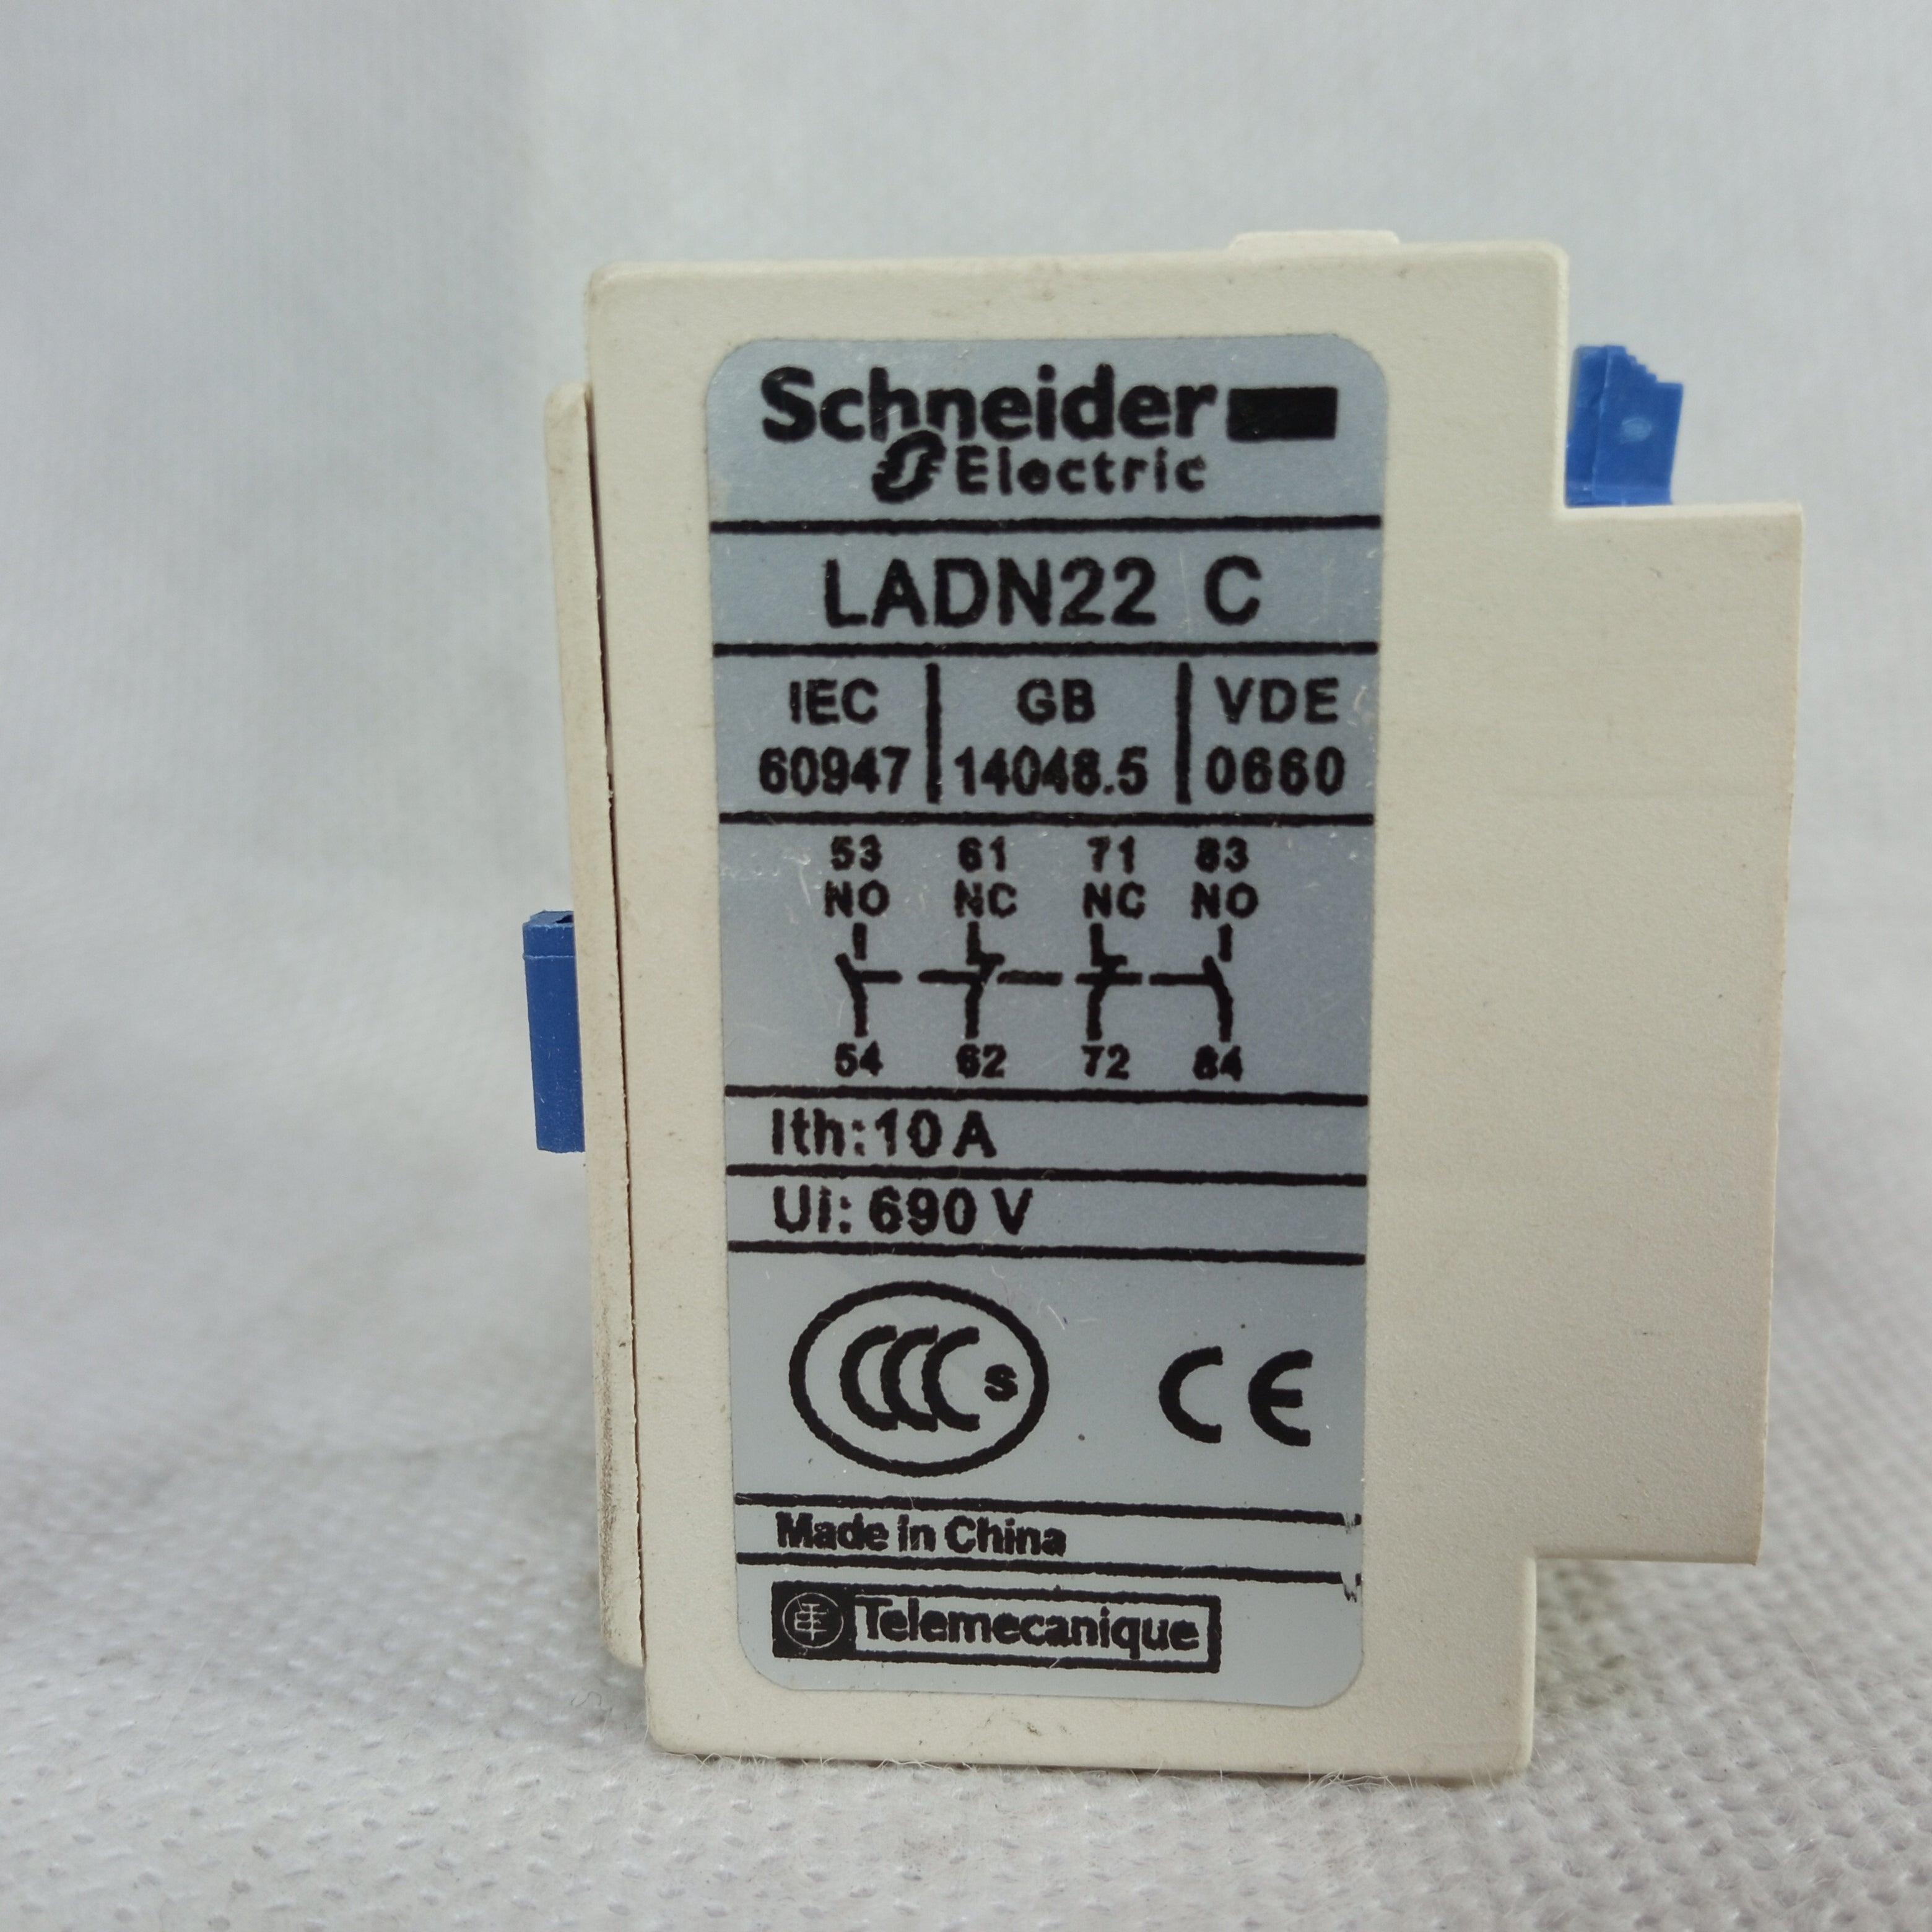 Schneider
Electric
LADN22 C
IEC GB VDE
60947 14048.5 0660
53 61 71 83
NO NC NC NO
54 62 72 84
Ith:10 A
Ui: 690 V
CCC S CE
Made in China
Telemecanique